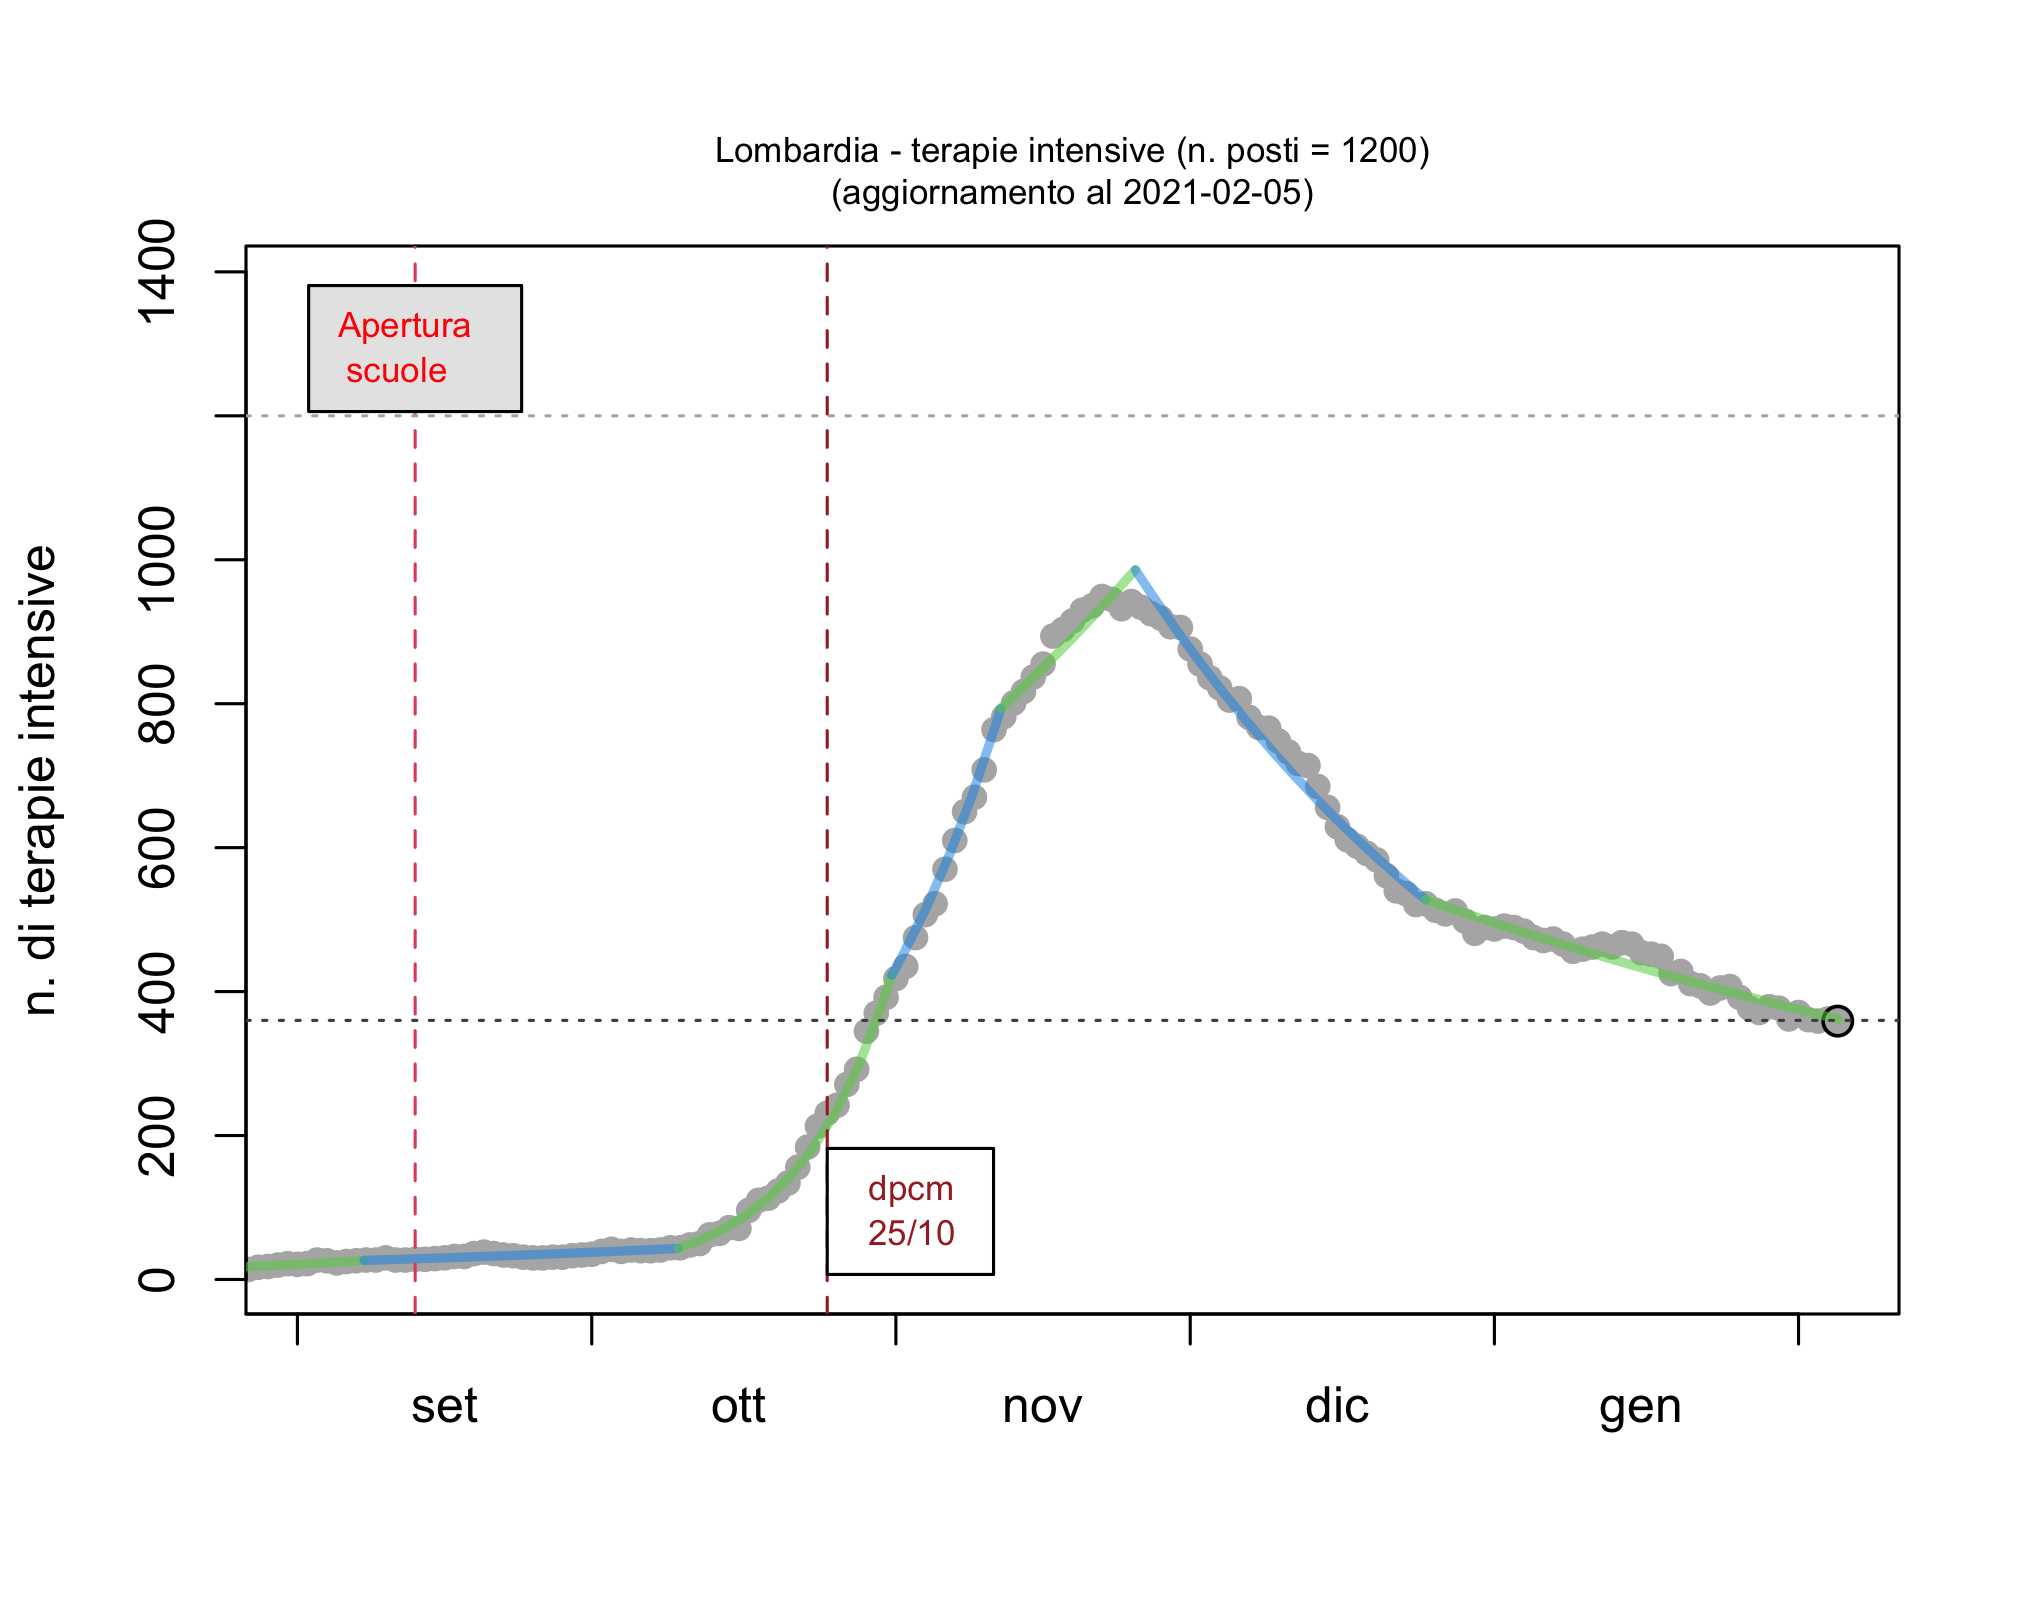 Lombardia - terapie intensive (n. posti = 1200)
(aggiornamento al 2021-02-05)
n. di terapie intensive
1400
1000
800
600
400
200
0
Apertura
scuole
dpcm
25/10
set
ott
nov
dic
gen